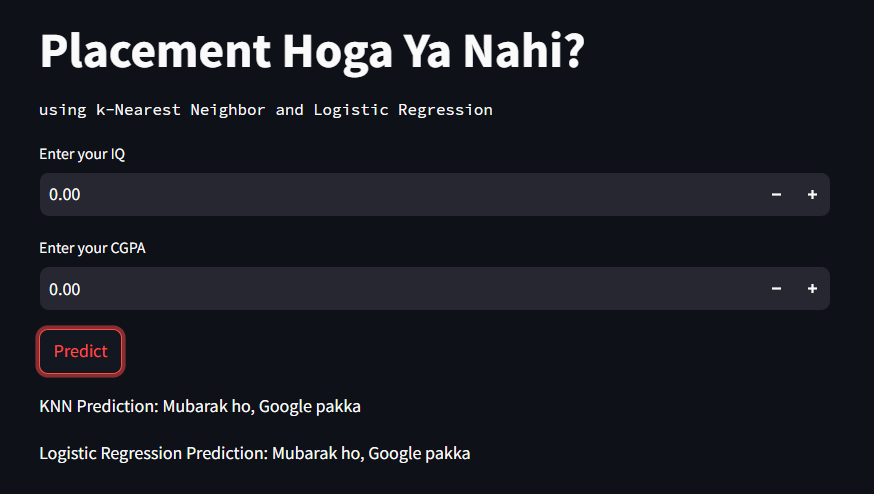 Placement Hoga Ya Nahi?
using k-Nearest Neighbor and Logistic Regression
Enter your IQ
0.00 − +
Enter your CGPA
0.00 − +
Predict
KNN Prediction: Mubarak ho, Google pakka
Logistic Regression Prediction: Mubarak ho, Google pakka